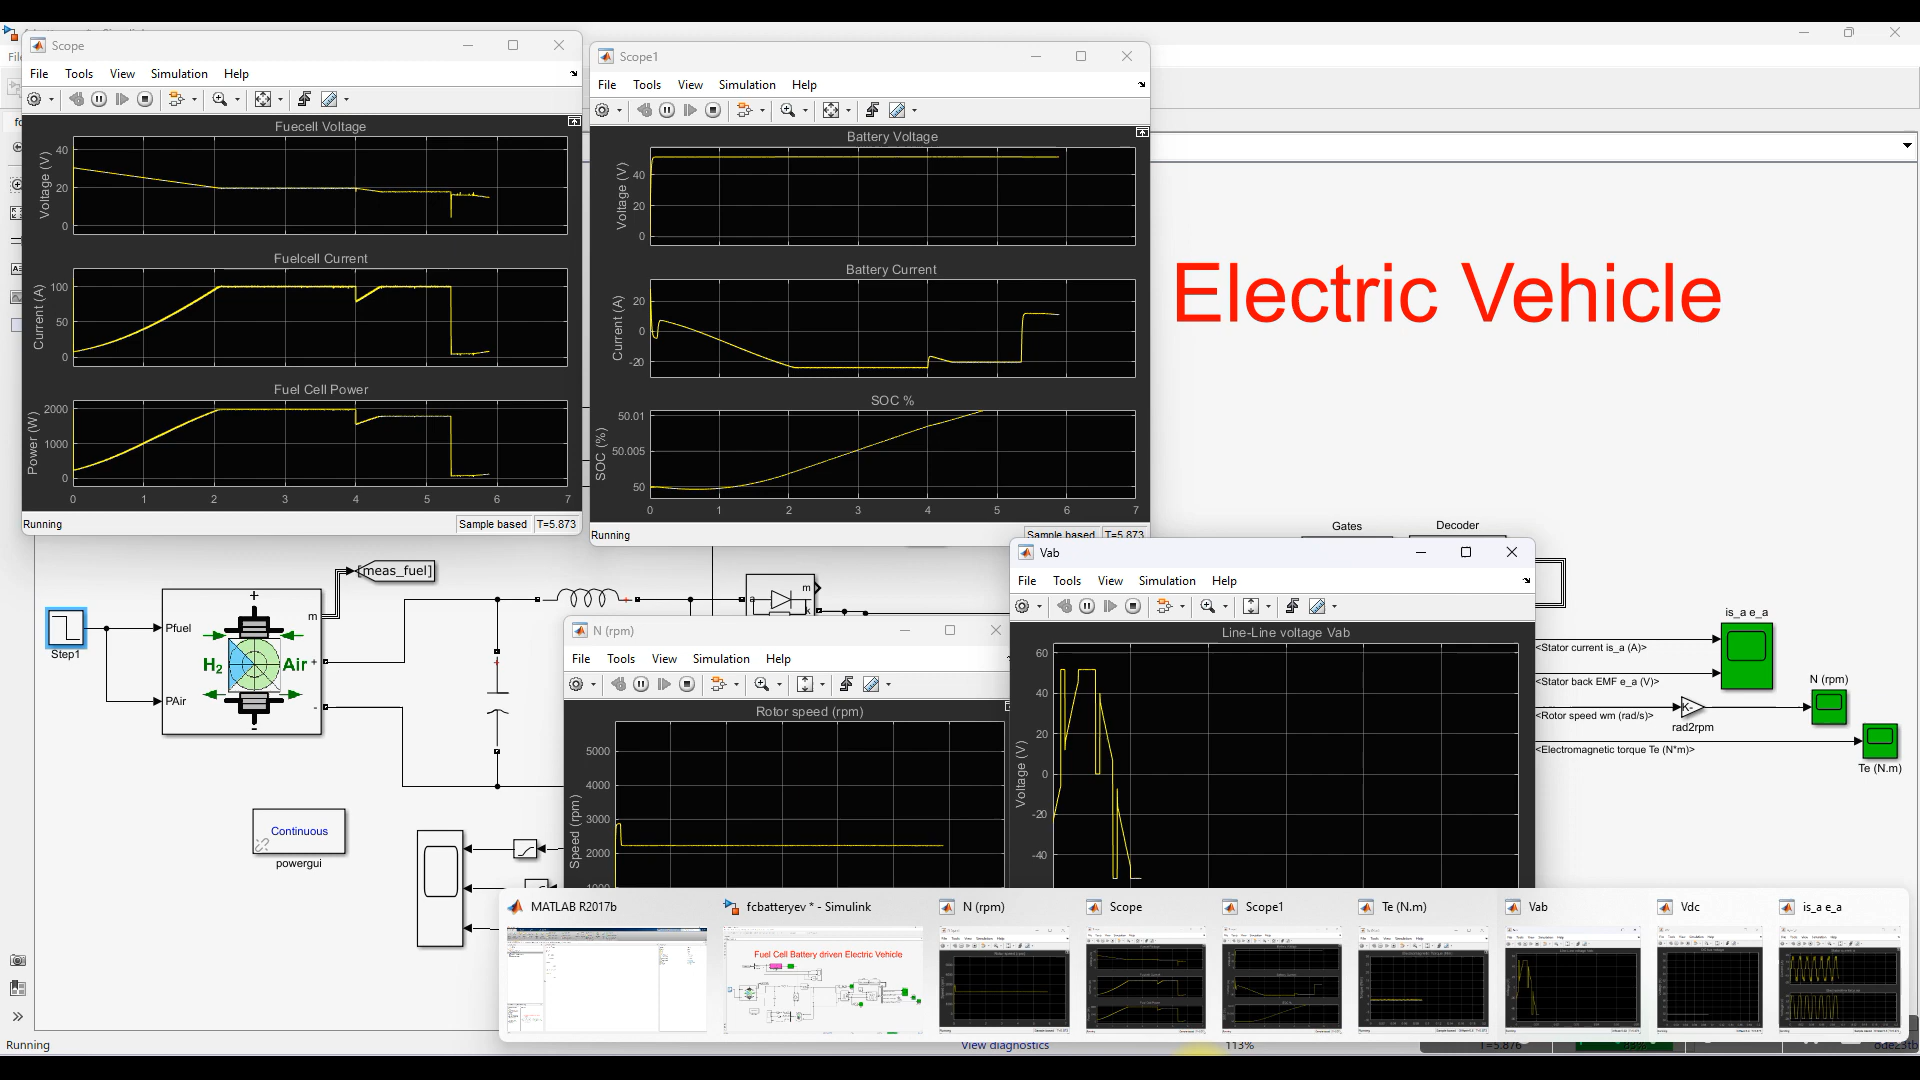 Scope
File Tools View Simulation Help
Fuecell Voltage
Voltage (V)
40
20
0
Fuelcell Current
Current (A)
100
50
0
Fuel Cell Power
Power (W)
2000
1000
0
0 1 2 3 4 5 6 7
Running
Sample based T=5.873
Scope1
File Tools View Simulation Help
Battery Voltage
Voltage (V)
40
20
0
Battery Current
Current (A)
20
0
-20
SOC %
SOC (%)
50.01
50.005
50
0 1 2 3 4 5 6 7
Running
Sample based T=5.873
Electric Vehicle
Gates
Decoder
[meas_fuel]
Step1
Pfuel
PAir
H2 Air
m
+
-
m
k
Continuous
powergui
N (rpm)
File Tools View Simulation Help
Rotor speed (rpm)
Speed (rpm)
5000
4000
3000
2000
1000
Vab
File Tools View Simulation Help
Line-Line voltage Vab
Voltage (V)
60
40
20
0
-20
-40
is_a e_a
<Stator current is_a (A)>
<Stator back EMF e_a (V)>
<Rotor speed wm (rad/s)>
<Electromagnetic torque Te (N*m)>
K-
rad2rpm
N (rpm)
Te (N.m)
MATLAB R2017b
fcbatteryev * - Simulink
N (rpm)
Scope
Scope1
Te (N.m)
Vab
Vdc
is_a e_a
Fuel Cell Battery driven Electric Vehicle
Running
View diagnostics
113%
T=5.876
ode23tb